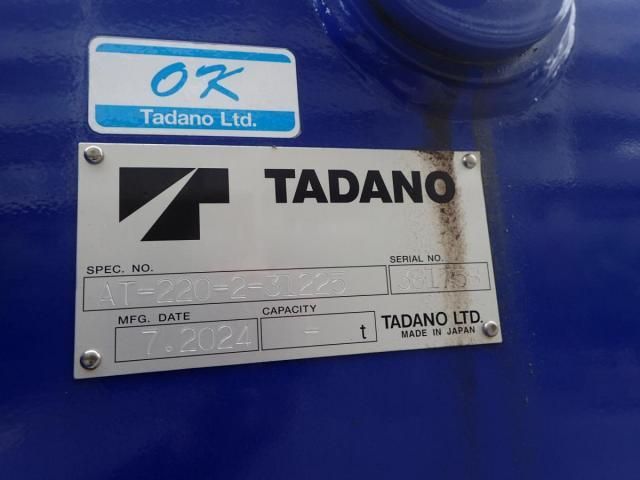 OK
Tadano Ltd.
TADANO
SPEC. NO.
SERIAL NO.
AT-220-2-31225
MFG. DATE
CAPACITY
7.2024
- t
TADANO LTD.
MADE IN JAPAN